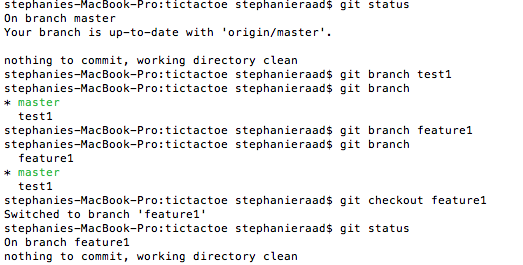 stephanies-MacBook-Pro:tictactoe stephanieraad$ git status
On branch master
Your branch is up-to-date with 'origin/master'.

nothing to commit, working directory clean
stephanies-MacBook-Pro:tictactoe stephanieraad$ git branch test1
stephanies-MacBook-Pro:tictactoe stephanieraad$ git branch
* master
  test1
stephanies-MacBook-Pro:tictactoe stephanieraad$ git branch feature1
stephanies-MacBook-Pro:tictactoe stephanieraad$ git branch
  feature1
* master
  test1
stephanies-MacBook-Pro:tictactoe stephanieraad$ git checkout feature1
Switched to branch 'feature1'
stephanies-MacBook-Pro:tictactoe stephanieraad$ git status
On branch feature1
nothing to commit, working directory clean